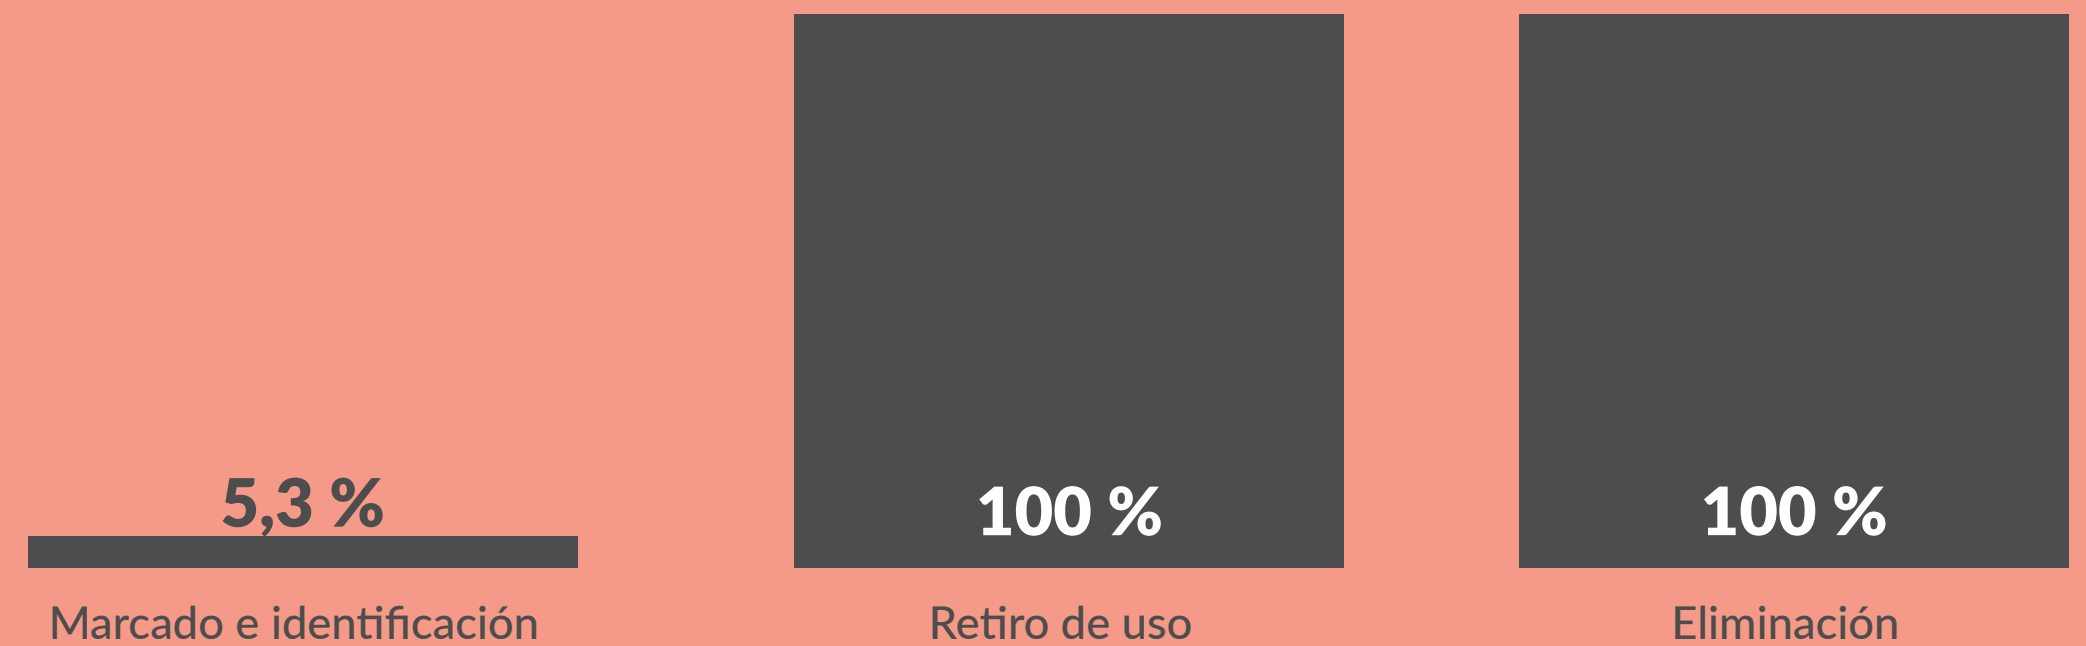 5,3 %
100 %
100 %
Marcado e identificación
Retiro de uso
Eliminación